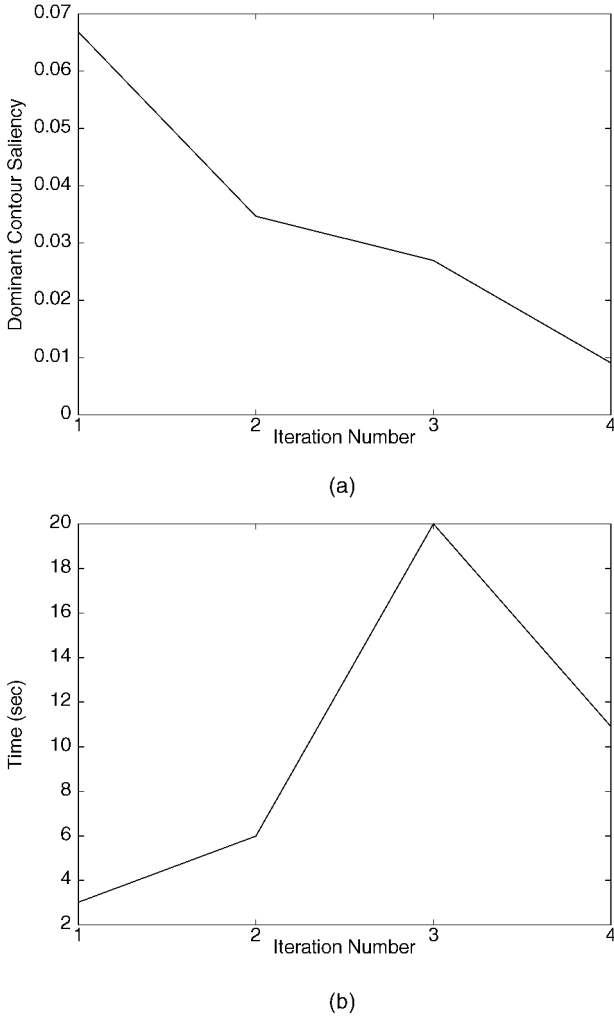 0.07
0.06
0.05
0.04
0.03
0.02
0.01
0
Dominant Contour Saliency
1 2 3 4
Iteration Number
(a)
20
18
16
14
12
10
8
6
4
2
Time (sec)
1 2 3 4
Iteration Number
(b)